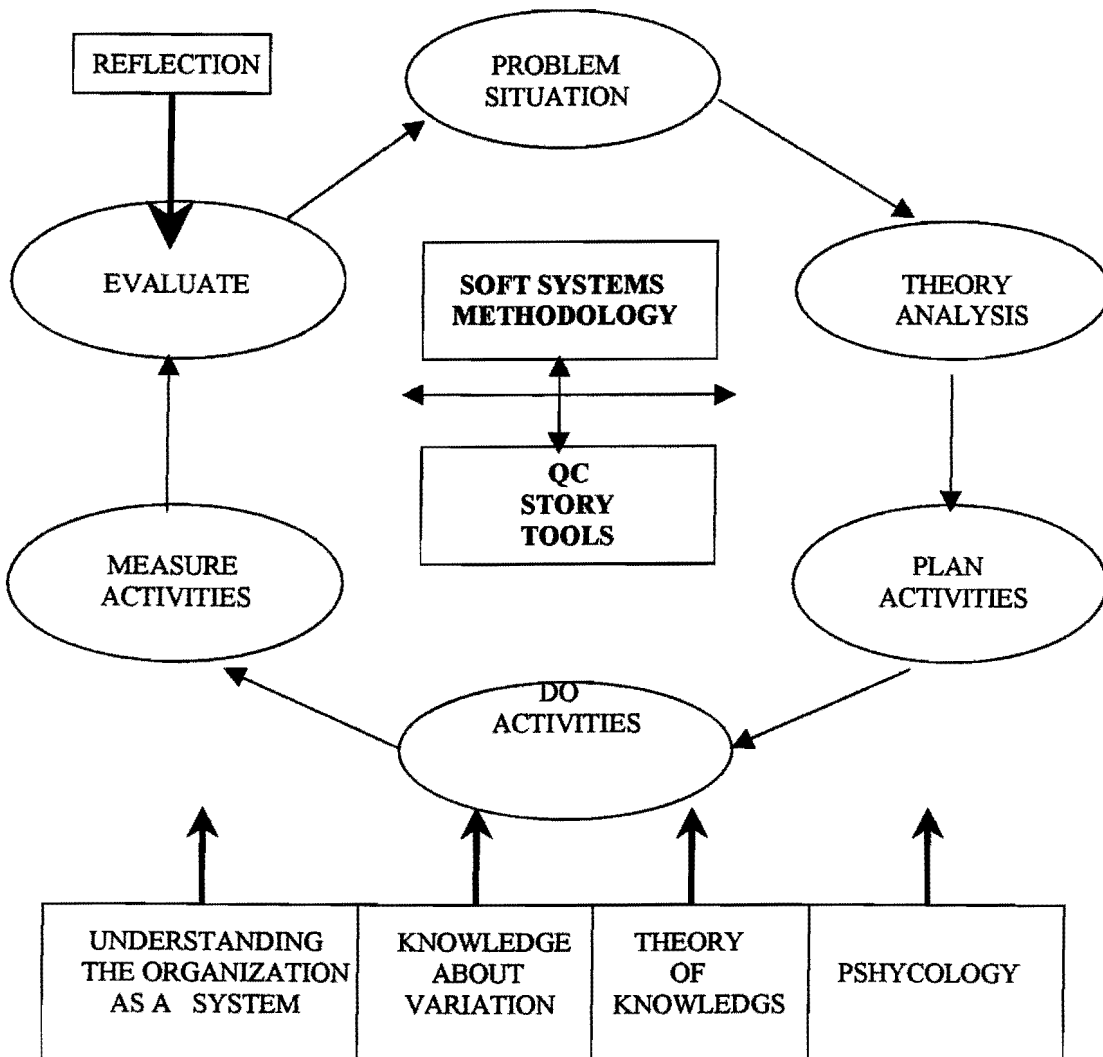 REFLECTION
PROBLEM
SITUATION
EVALUATE
SOFT SYSTEMS
METHODOLOGY
THEORY
ANALYSIS
QC
STORY
TOOLS
MEASURE
ACTIVITIES
PLAN
ACTIVITIES
DO
ACTIVITIES
UNDERSTANDING
THE ORGANIZATION
AS A SYSTEM
KNOWLEDGE
ABOUT
VARIATION
THEORY
OF
KNOWLEDGS
PSHYCOLOGY